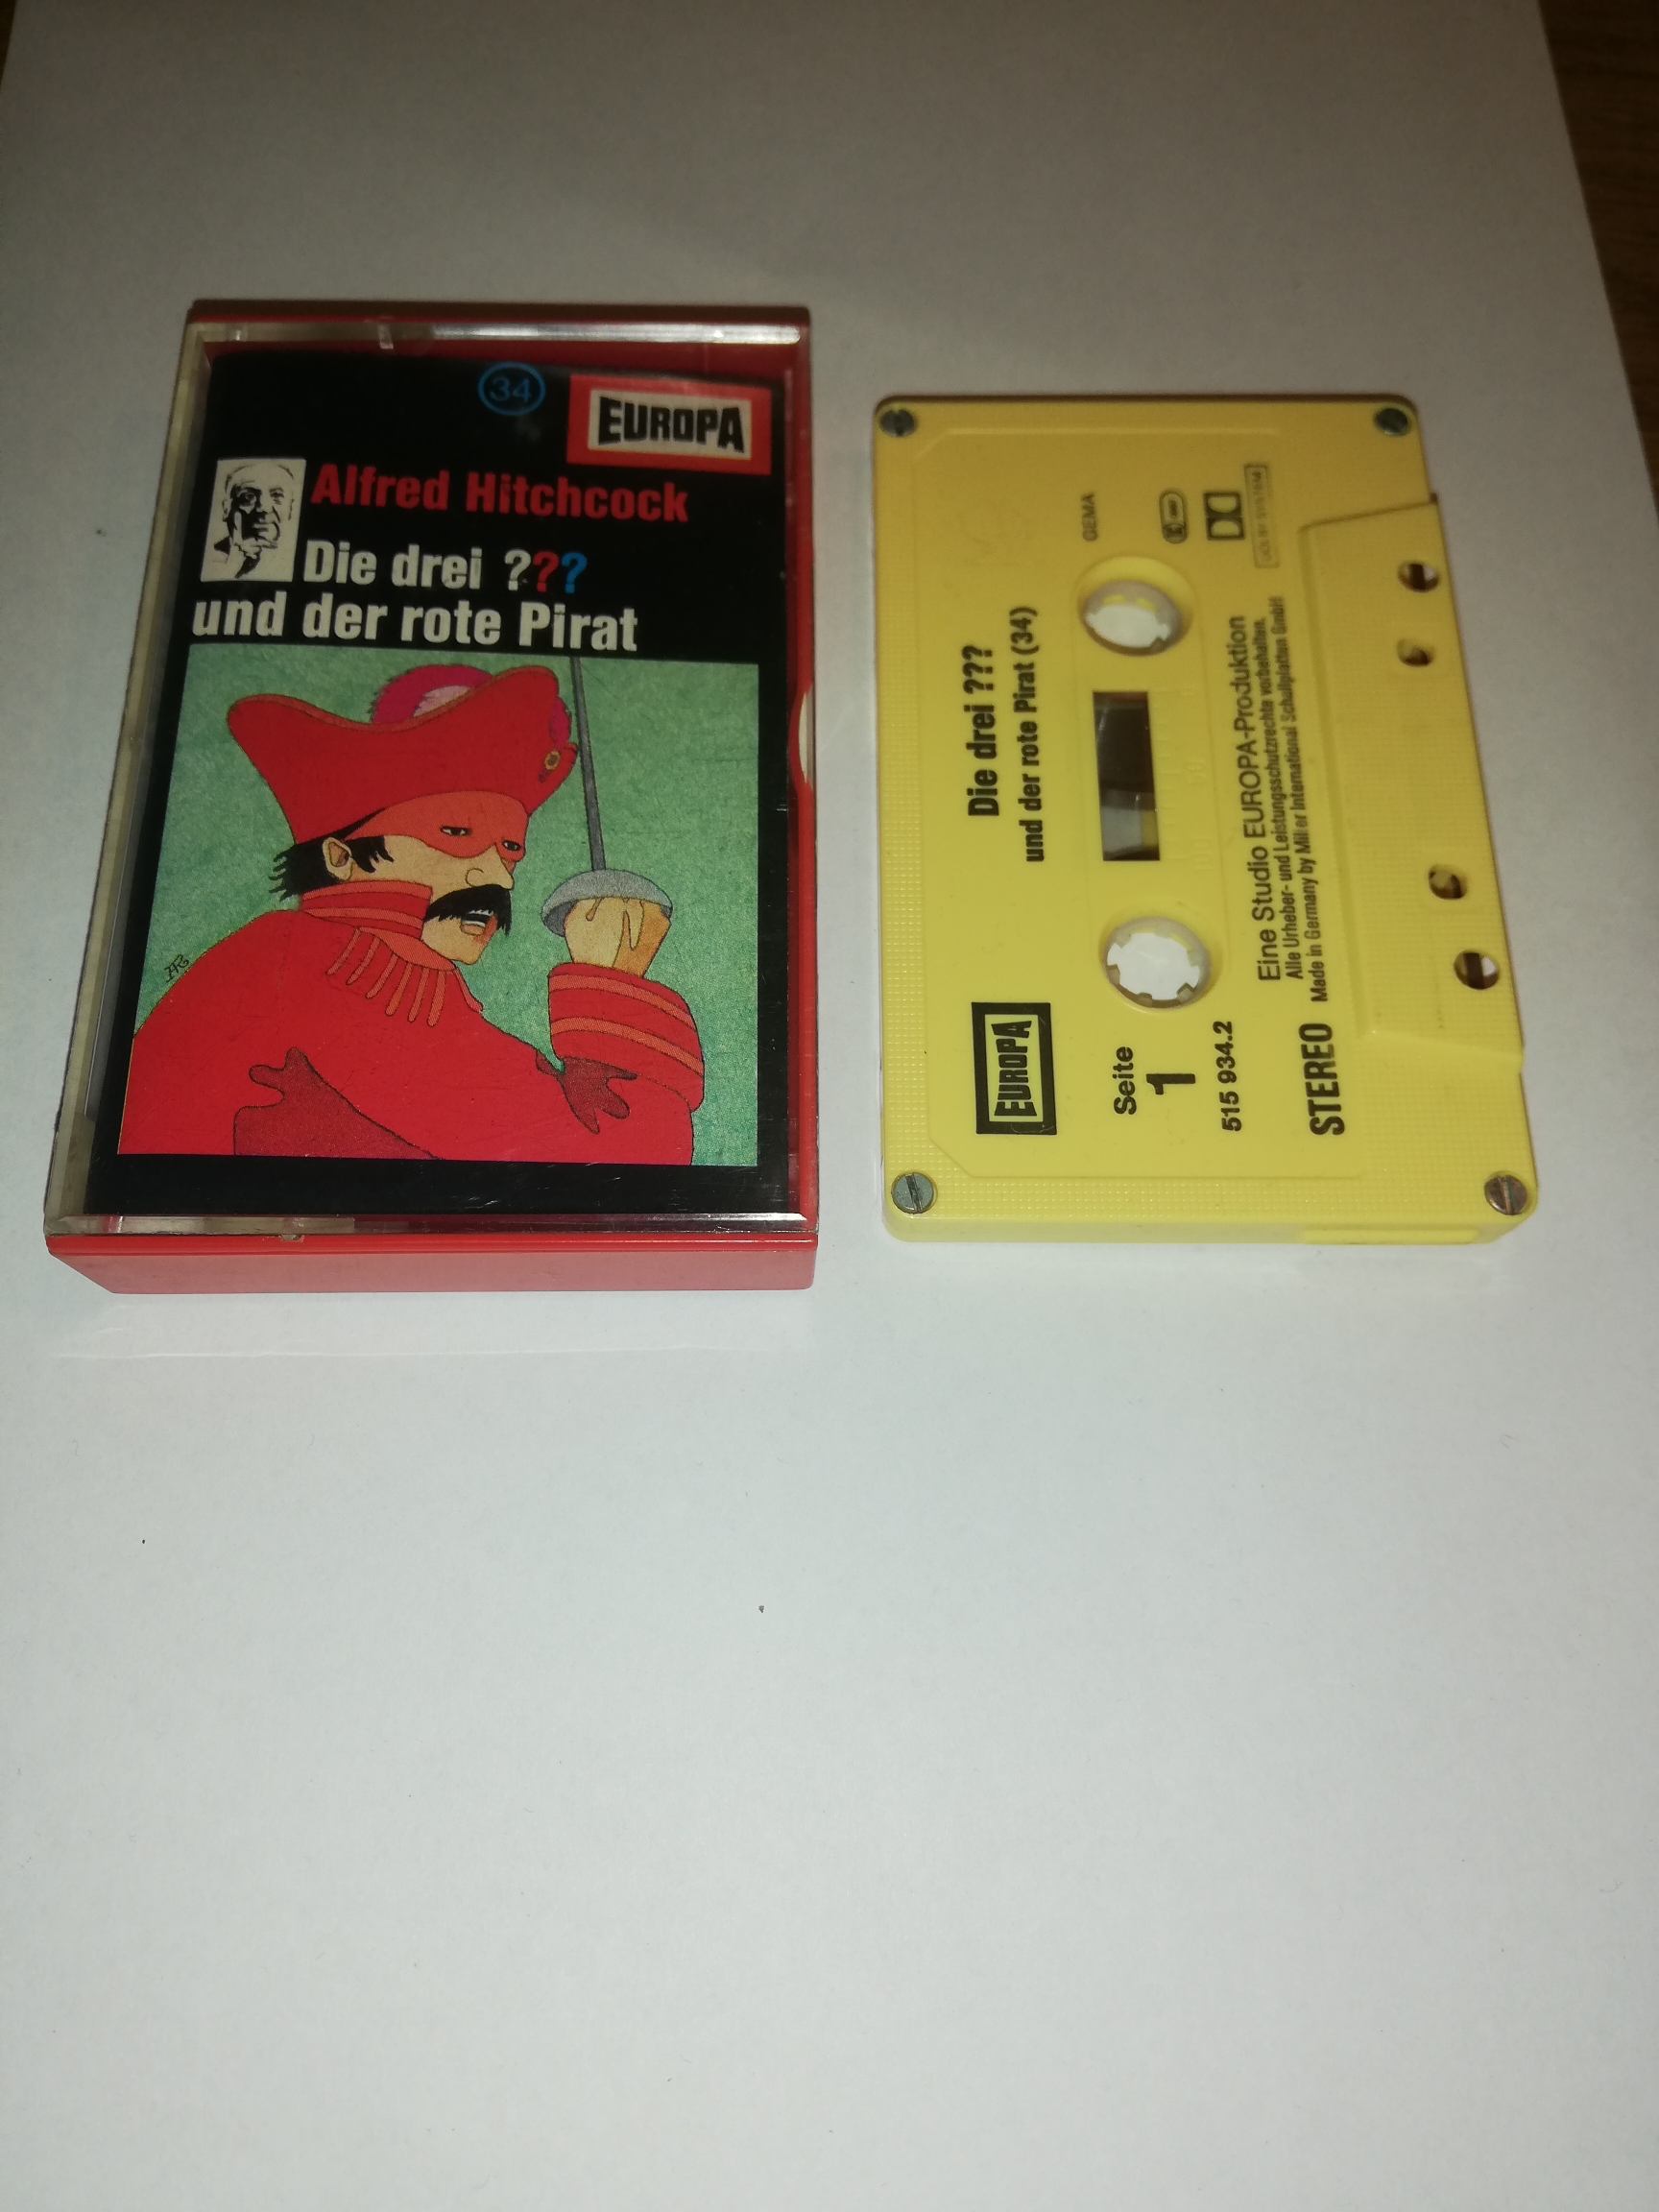 34
EUROPA
Alfred Hitchcock
Die drei ???
und der rote Pirat
Die drei ???
und der rote Pirat (34)
EUROPA
Seite
1
GEMA
515 934.2
Eine Studio EUROPA-Produktion
Alle Urheber- und Leistungsschutzrechte vorbehalten.
Made in Germany by Miller International Schallplatten GmbH
STEREO